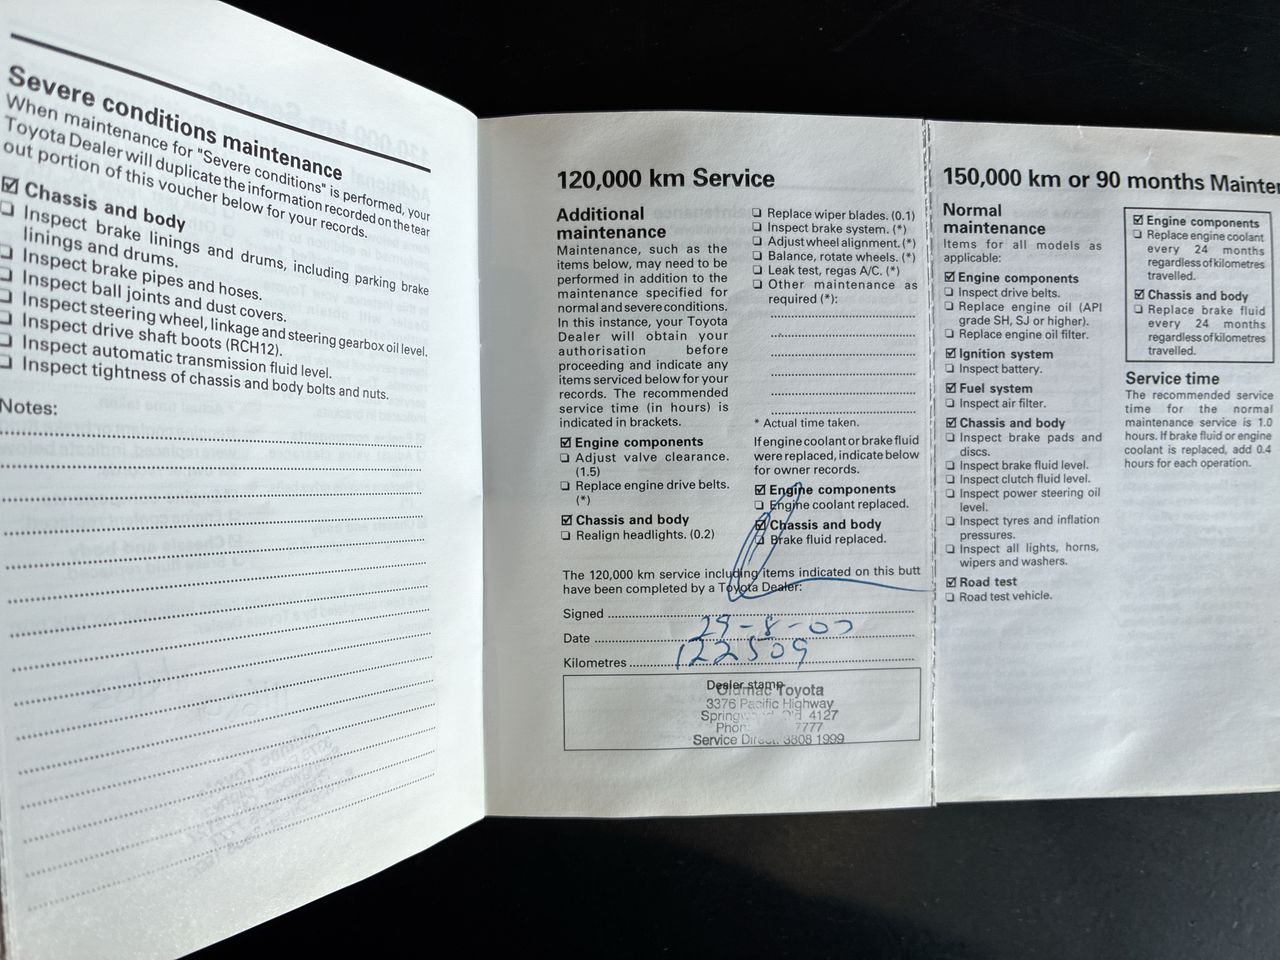 Severe conditions maintenance
When maintenance for "Severe conditions" is performed, your
Toyota Dealer will duplicate the information recorded on the tear
out portion of this voucher below for your records.
☑ Chassis and body
❏ Inspect brake linings and drums, including parking brake
linings and drums.
❏ Inspect brake pipes and hoses.
❏ Inspect ball joints and dust covers.
❏ Inspect steering wheel, linkage and steering gearbox oil level.
❏ Inspect drive shaft boots (RCH12).
❏ Inspect automatic transmission fluid level.
❏ Inspect tightness of chassis and body bolts and nuts.
Notes:
120,000 km Service
Additional
maintenance
Maintenance, such as the
items below, may need to be
performed in addition to the
maintenance specified for
normal and severe conditions.
In this instance, your Toyota
Dealer will obtain your
authorisation before
proceeding and indicate any
items serviced below for your
records. The recommended
service time (in hours) is
indicated in brackets.
☑ Engine components
❏ Adjust valve clearance.
(1.5)
❏ Replace engine drive belts.
(*)
☑ Chassis and body
❏ Realign headlights. (0.2)
❏ Replace wiper blades. (0.1)
❏ Inspect brake system. (*)
❏ Adjust wheel alignment. (*)
❏ Balance, rotate wheels. (*)
❏ Leak test, regas A/C. (*)
❏ Other maintenance as
required (*):
* Actual time taken.
If engine coolant or brake fluid
were replaced, indicate below
for owner records.
☑ Engine components
❏ Engine coolant replaced.
☑ Chassis and body
❏ Brake fluid replaced.
The 120,000 km service including items indicated on this butt
have been completed by a Toyota Dealer:
Signed
Date 29-8-00
Kilometres 122509
Dealer stamp
Toyota
3376 Pacific Highway
4127
7777
Service Direct. 3808 1999
150,000 km or 90 months
Normal
maintenance
Items for all models as
applicable:
☑ Engine components
❏ Inspect drive belts.
❏ Replace engine oil (API
grade SH, SJ or higher).
❏ Replace engine oil filter.
☑ Ignition system
❏ Inspect battery.
☑ Fuel system
❏ Inspect air filter.
☑ Chassis and body
❏ Inspect brake pads and
discs.
❏ Inspect brake fluid level.
❏ Inspect clutch fluid level.
❏ Inspect power steering oil
level.
❏ Inspect tyres and inflation
pressures.
❏ Inspect all lights, horns,
wipers and washers.
☑ Road test
❏ Road test vehicle.
☑ Engine components
❏ Replace engine coolant
every 24 months
regardless of kilometres
travelled.
☑ Chassis and body
❏ Replace brake fluid
every 24 months
regardless of kilometres
travelled.
Service time
The recommended service
time for the normal
maintenance service is 1.0
hours. If brake fluid or engine
coolant is replaced, add 0.4
hours for each operation.